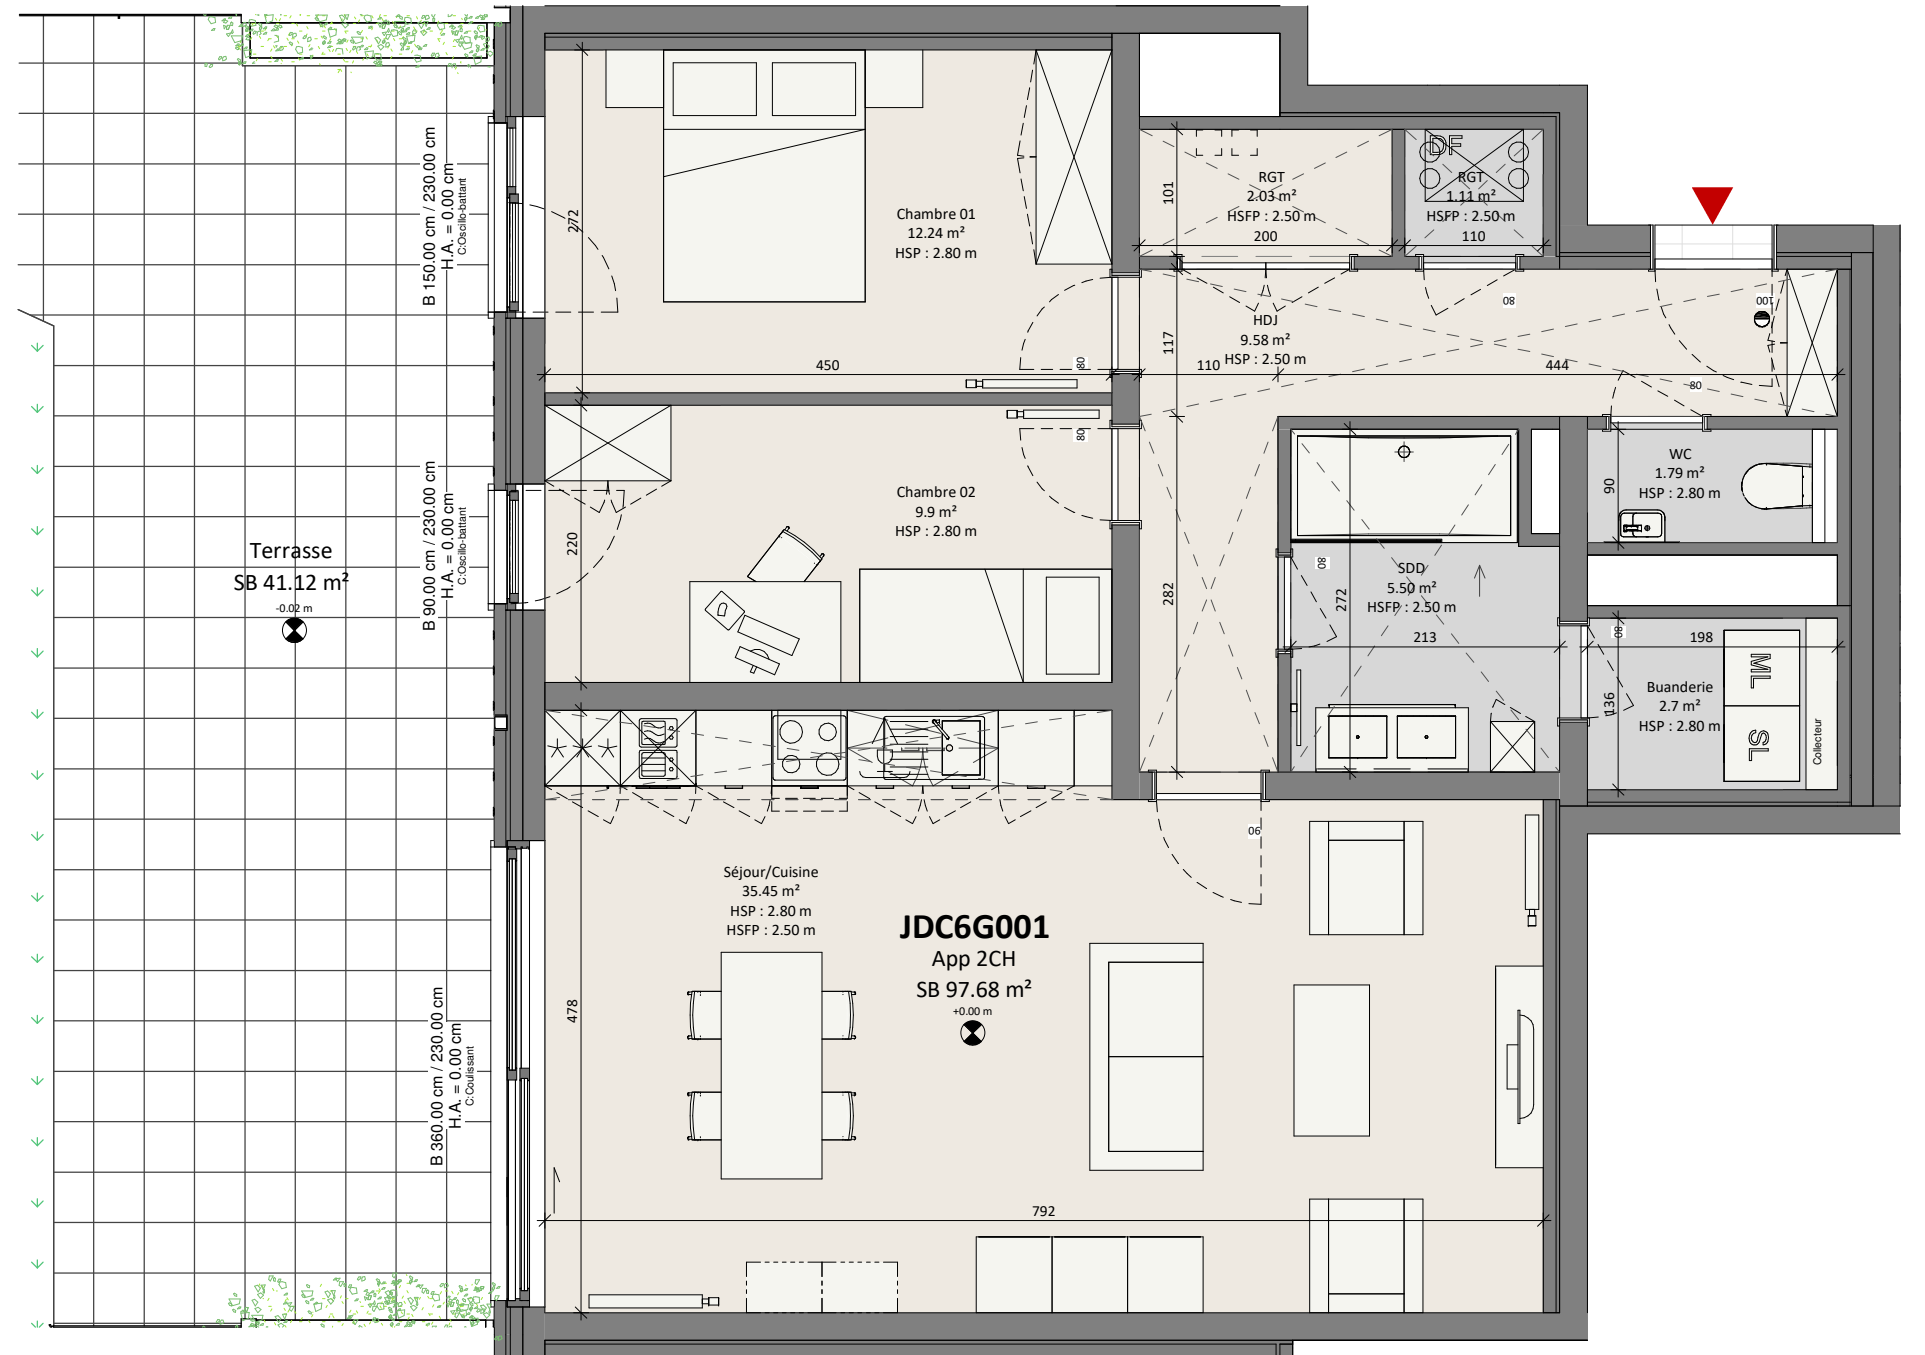 B 150.00 cm / 230.00 cm
H.A. = 0.00 cm
C:Oscillo-battant
272
Chambre 01
12.24 m²
HSP : 2.80 m
450
80
101
RGT
2.03 m²
HSFP : 2.50 m
200
DF
RGT
1.11 m²
HSFP : 2.50 m
110
80
100
117
HDJ
9.58 m²
HSP : 2.50 m
110
444
80
B 90.00 cm / 230.00 cm
H.A. = 0.00 cm
C:Oscillo-battant
220
Chambre 02
9.9 m²
HSP : 2.80 m
80
282
Terrasse
SB 41.12 m²
-0.02 m
80
272
SDD
5.50 m²
HSFP : 2.50 m
213
90
WC
1.79 m²
HSP : 2.80 m
80
198
136
Buanderie
2.7 m²
HSP : 2.80 m
ML
SL
Collecteur
90
Séjour/Cuisine
35.45 m²
HSP : 2.80 m
HSFP : 2.50 m
JDC6G001
App 2CH
SB 97.68 m²
+0.00 m
478
B 360.00 cm / 230.00 cm
H.A. = 0.00 cm
C:Coulissant
792